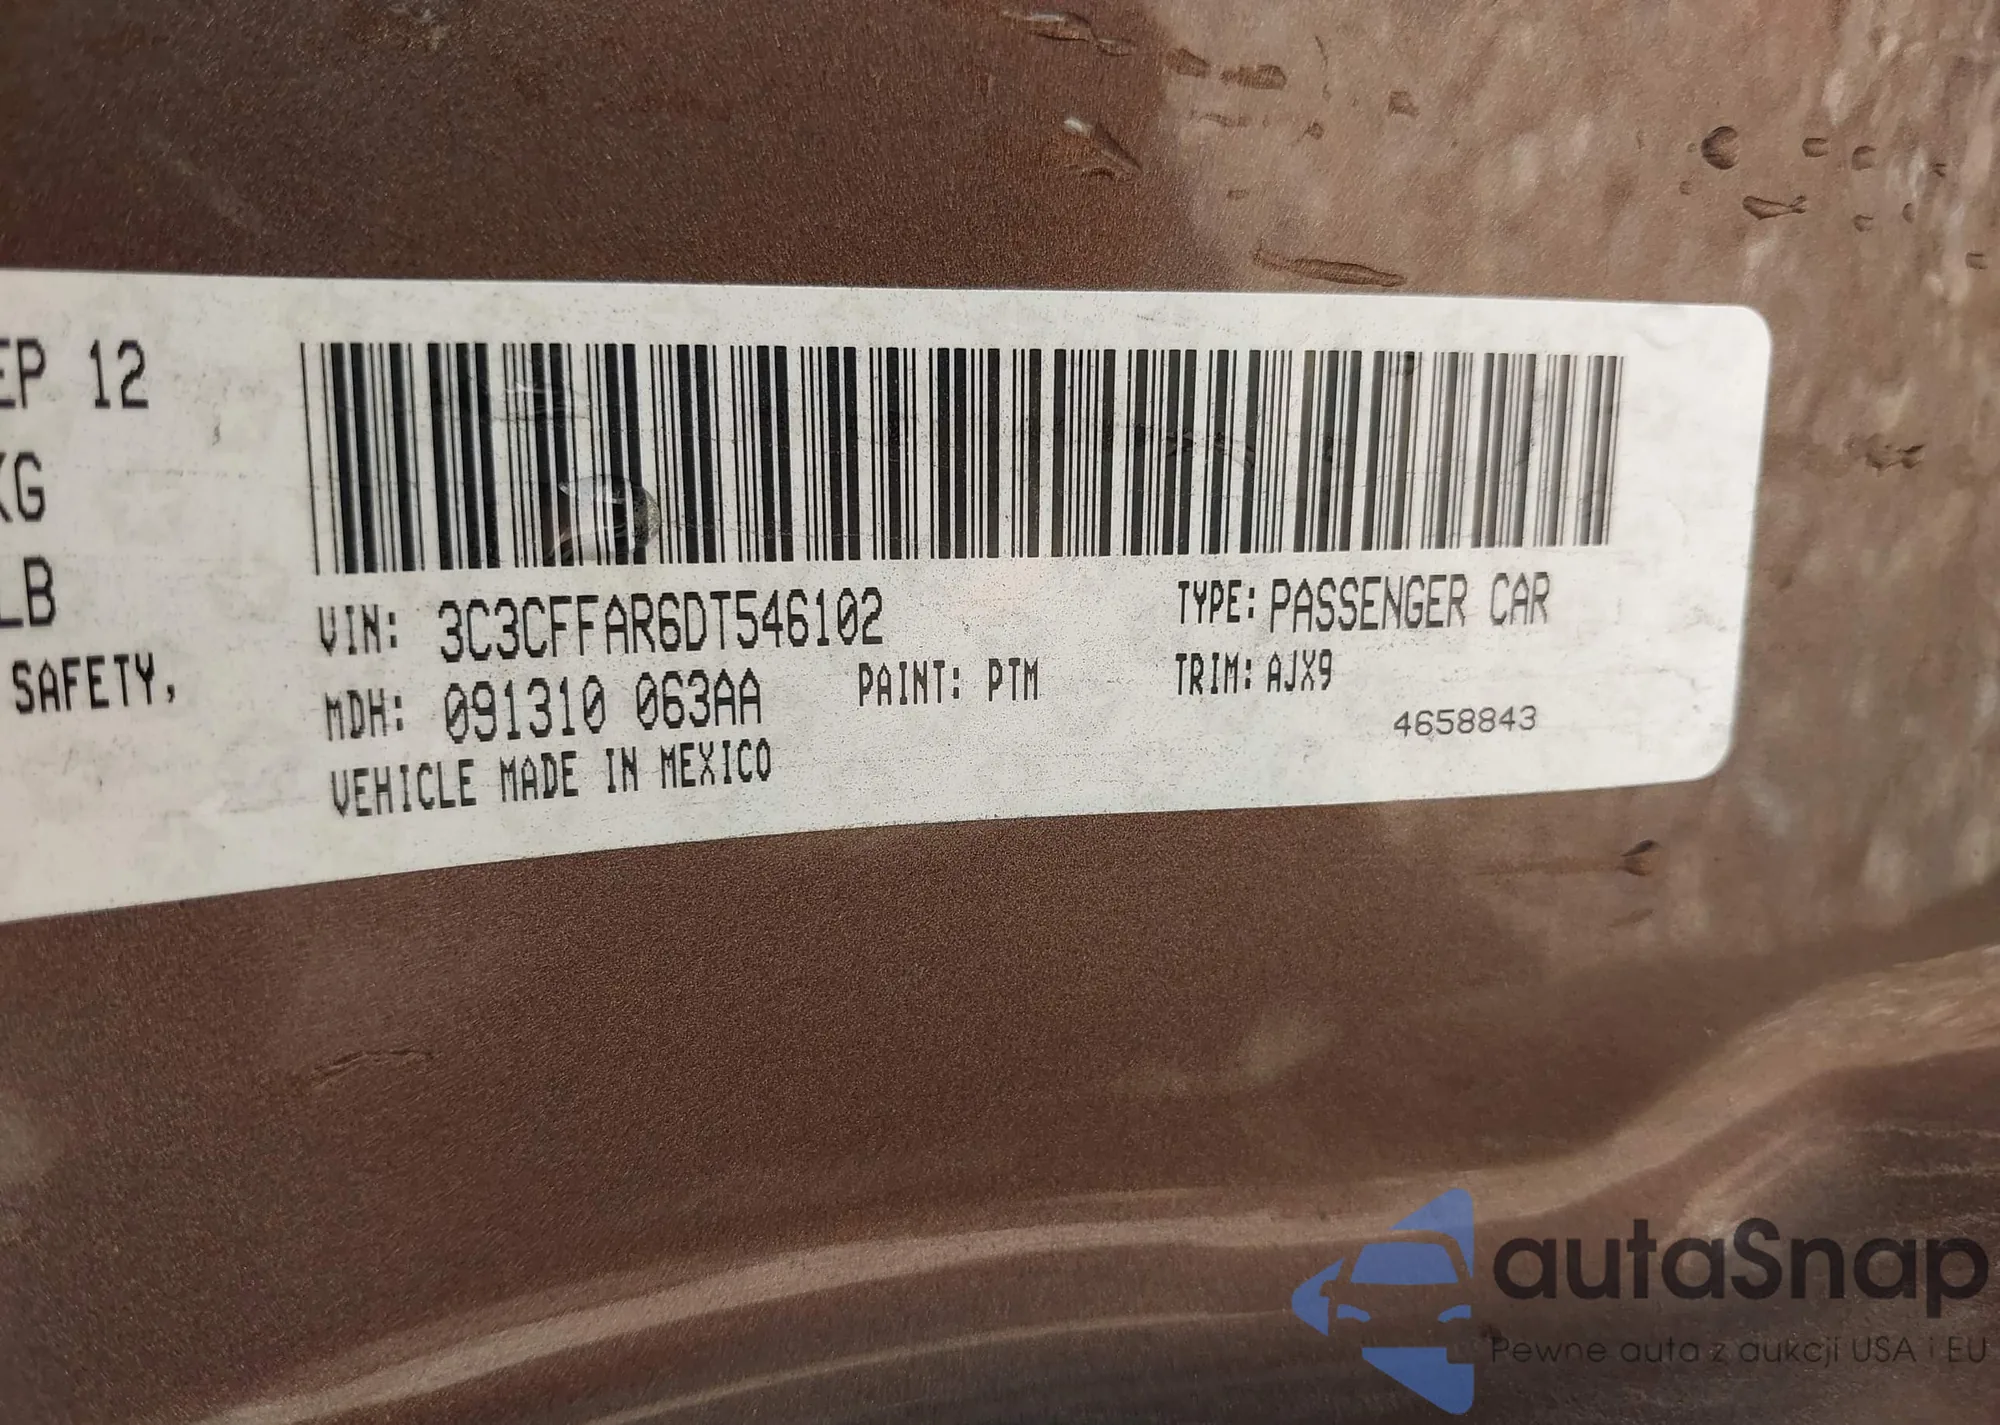 EP 12
KG
LB
SAFETY,
VIN: 3C3CFFAR6DT546102
TYPE: PASSENGER CAR
MDH: 091310 063AA
PAINT: PTM
TRIM: AJX9
4658843
VEHICLE MADE IN MEXICO
autaSnap
Pewne auta z aukcji USA i EU